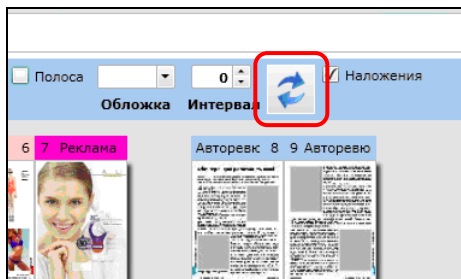 Полоса 0 Наложения
Обложка Интервал
6 7 Реклама Авторевк 8 9 Авторевю